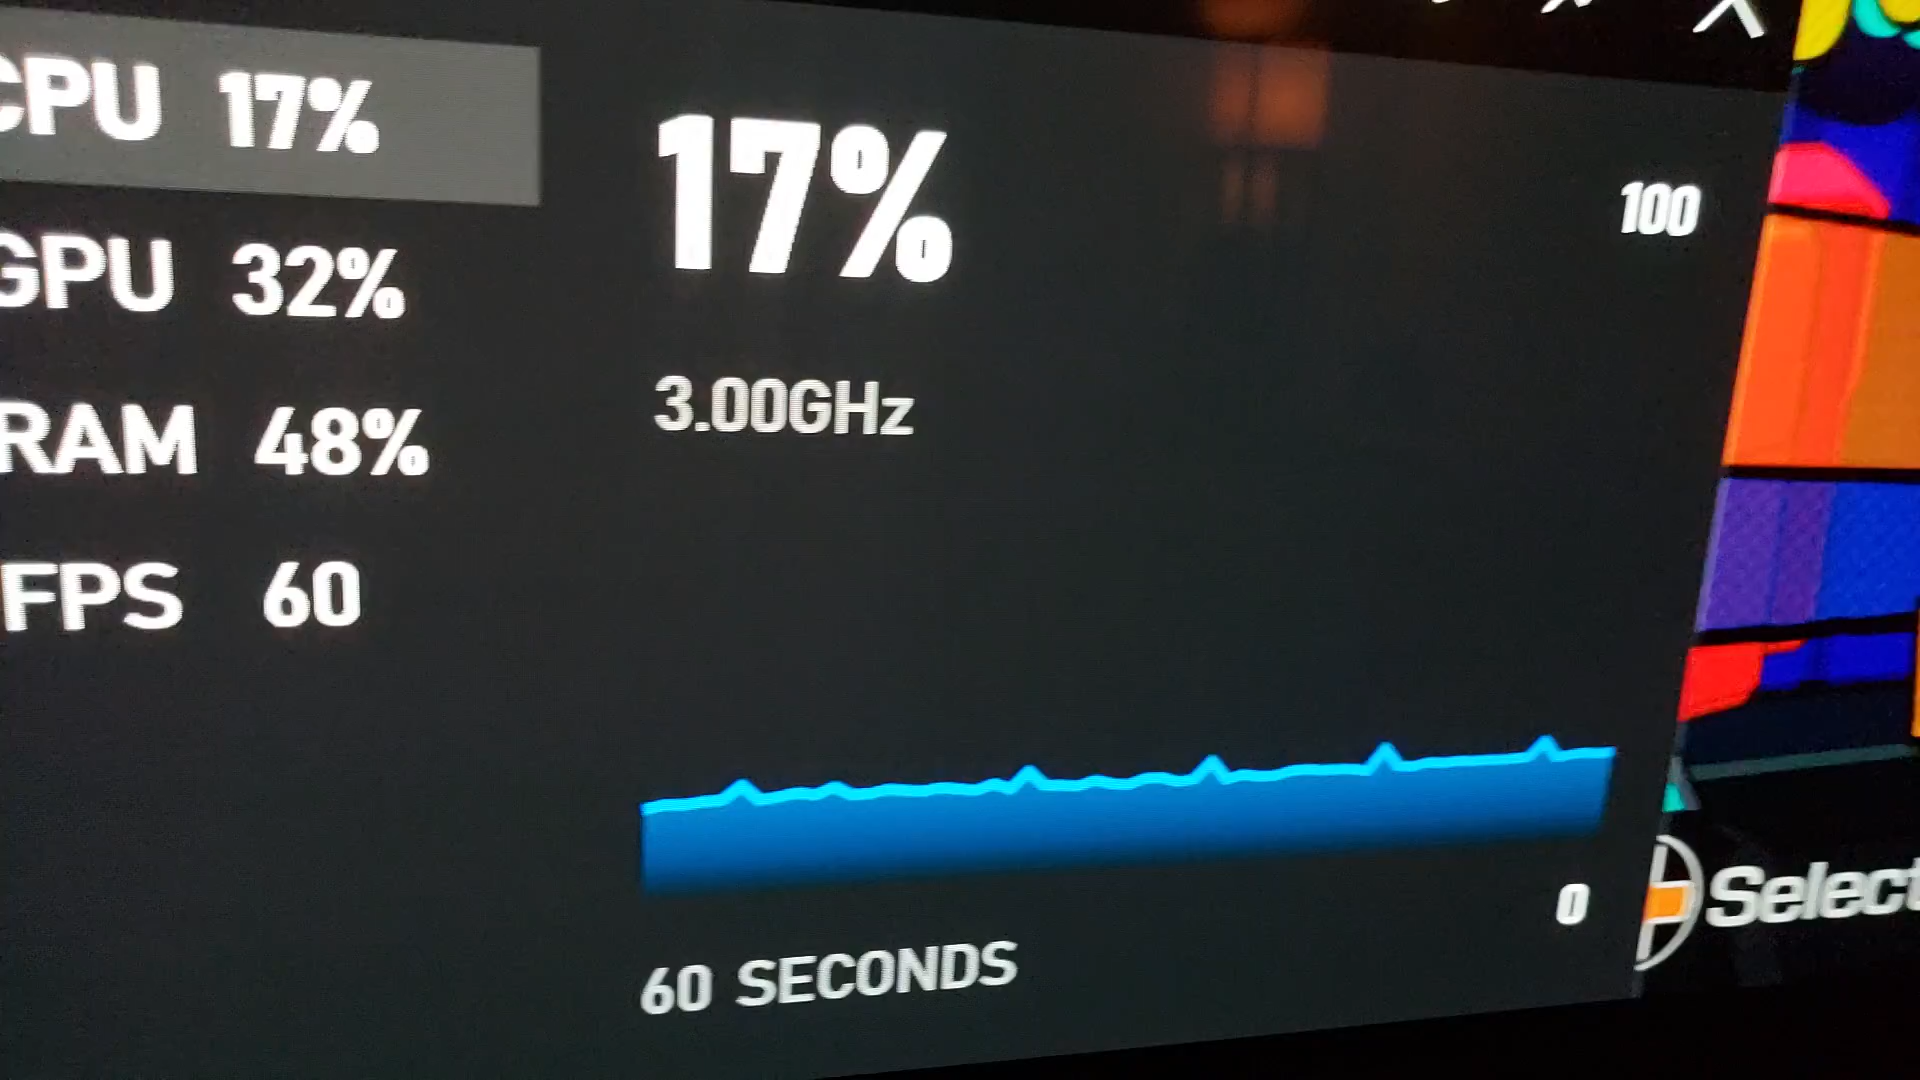 CPU 17%
GPU 32%
RAM 48%
FPS 60
17%
3.00GHz
100
0
60 SECONDS
Select